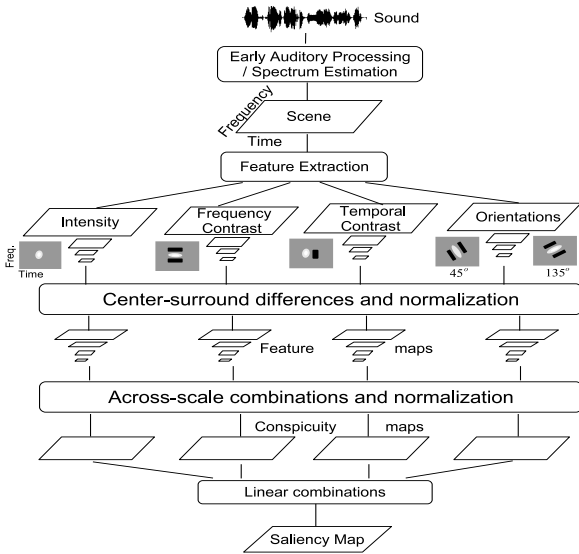 Sound
Early Auditory Processing
/ Spectrum Estimation
Frequency
Scene
Time
Feature Extraction
Intensity
Frequency
Contrast
Temporal
Contrast
Orientations
Freq.
Time
45°
135°
Center-surround differences and normalization
Feature maps
Across-scale combinations and normalization
Conspicuity maps
Linear combinations
Saliency Map